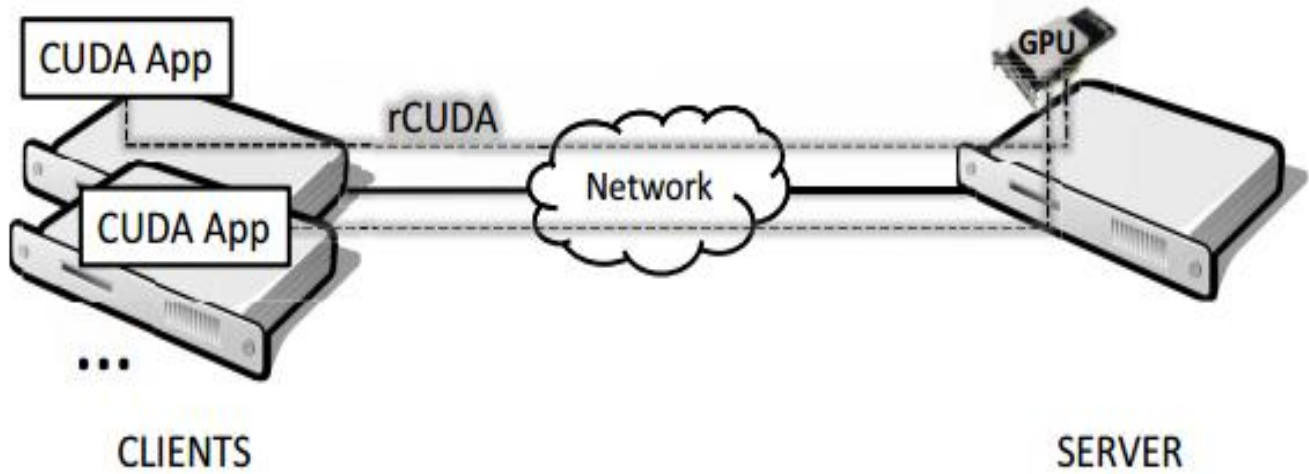 GPU
CUDA App
rCUDA
Network
CUDA App
...
CLIENTS
SERVER